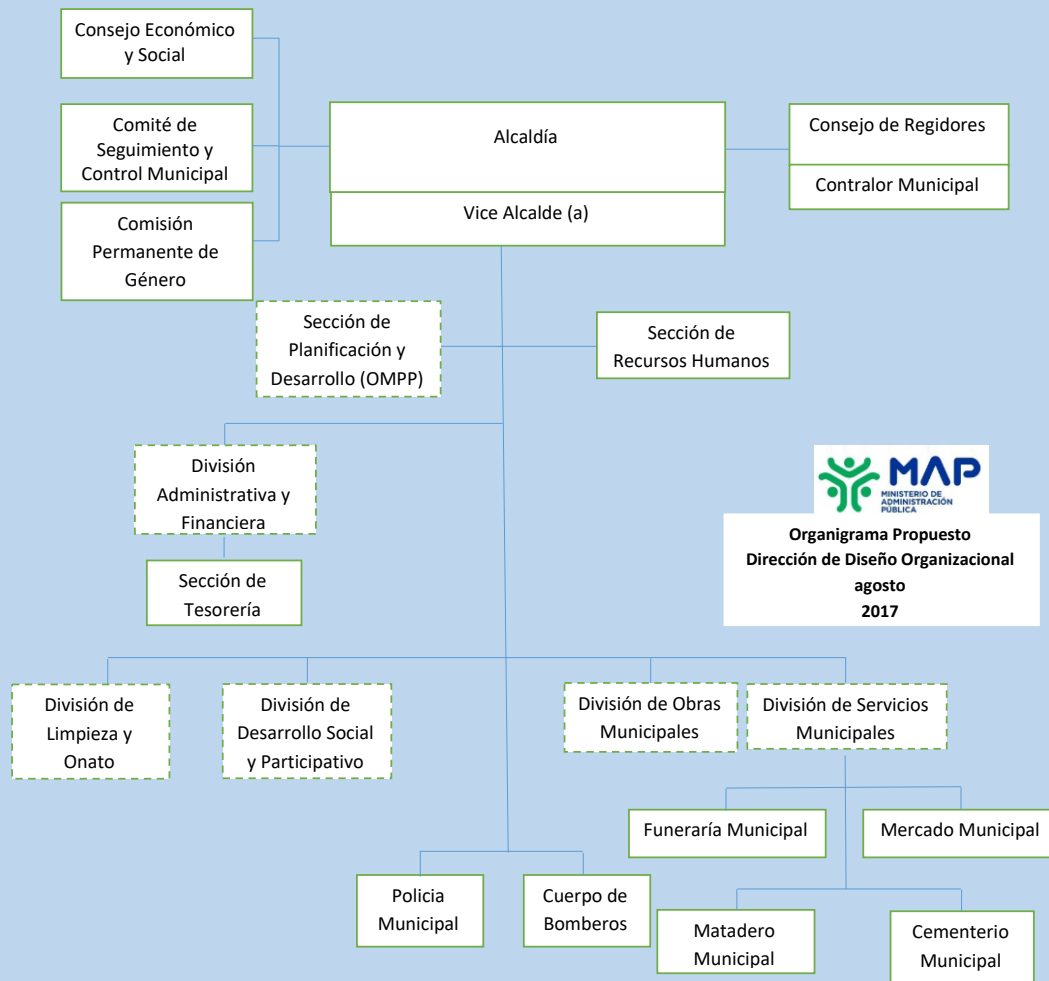 Consejo Económico
y Social
Comité de
Seguimiento y
Control Municipal
Comisión
Permanente de
Género
Alcaldía
Vice Alcalde (a)
Consejo de Regidores
Contralor Municipal
Sección de
Planificación y
Desarrollo (OMPP)
Sección de
Recursos Humanos
División
Administrativa y
Financiera
Sección de
Tesorería
MAP
MINISTERIO DE
ADMINISTRACIÓN
PÚBLICA
Organigrama Propuesto
Dirección de Diseño Organizacional
agosto
2017
División de
Limpieza y
Onato
División de
Desarrollo Social
y Participativo
División de Obras
Municipales
División de Servicios
Municipales
Funeraría Municipal
Mercado Municipal
Policia
Municipal
Cuerpo de
Bomberos
Matadero
Municipal
Cementerio
Municipal